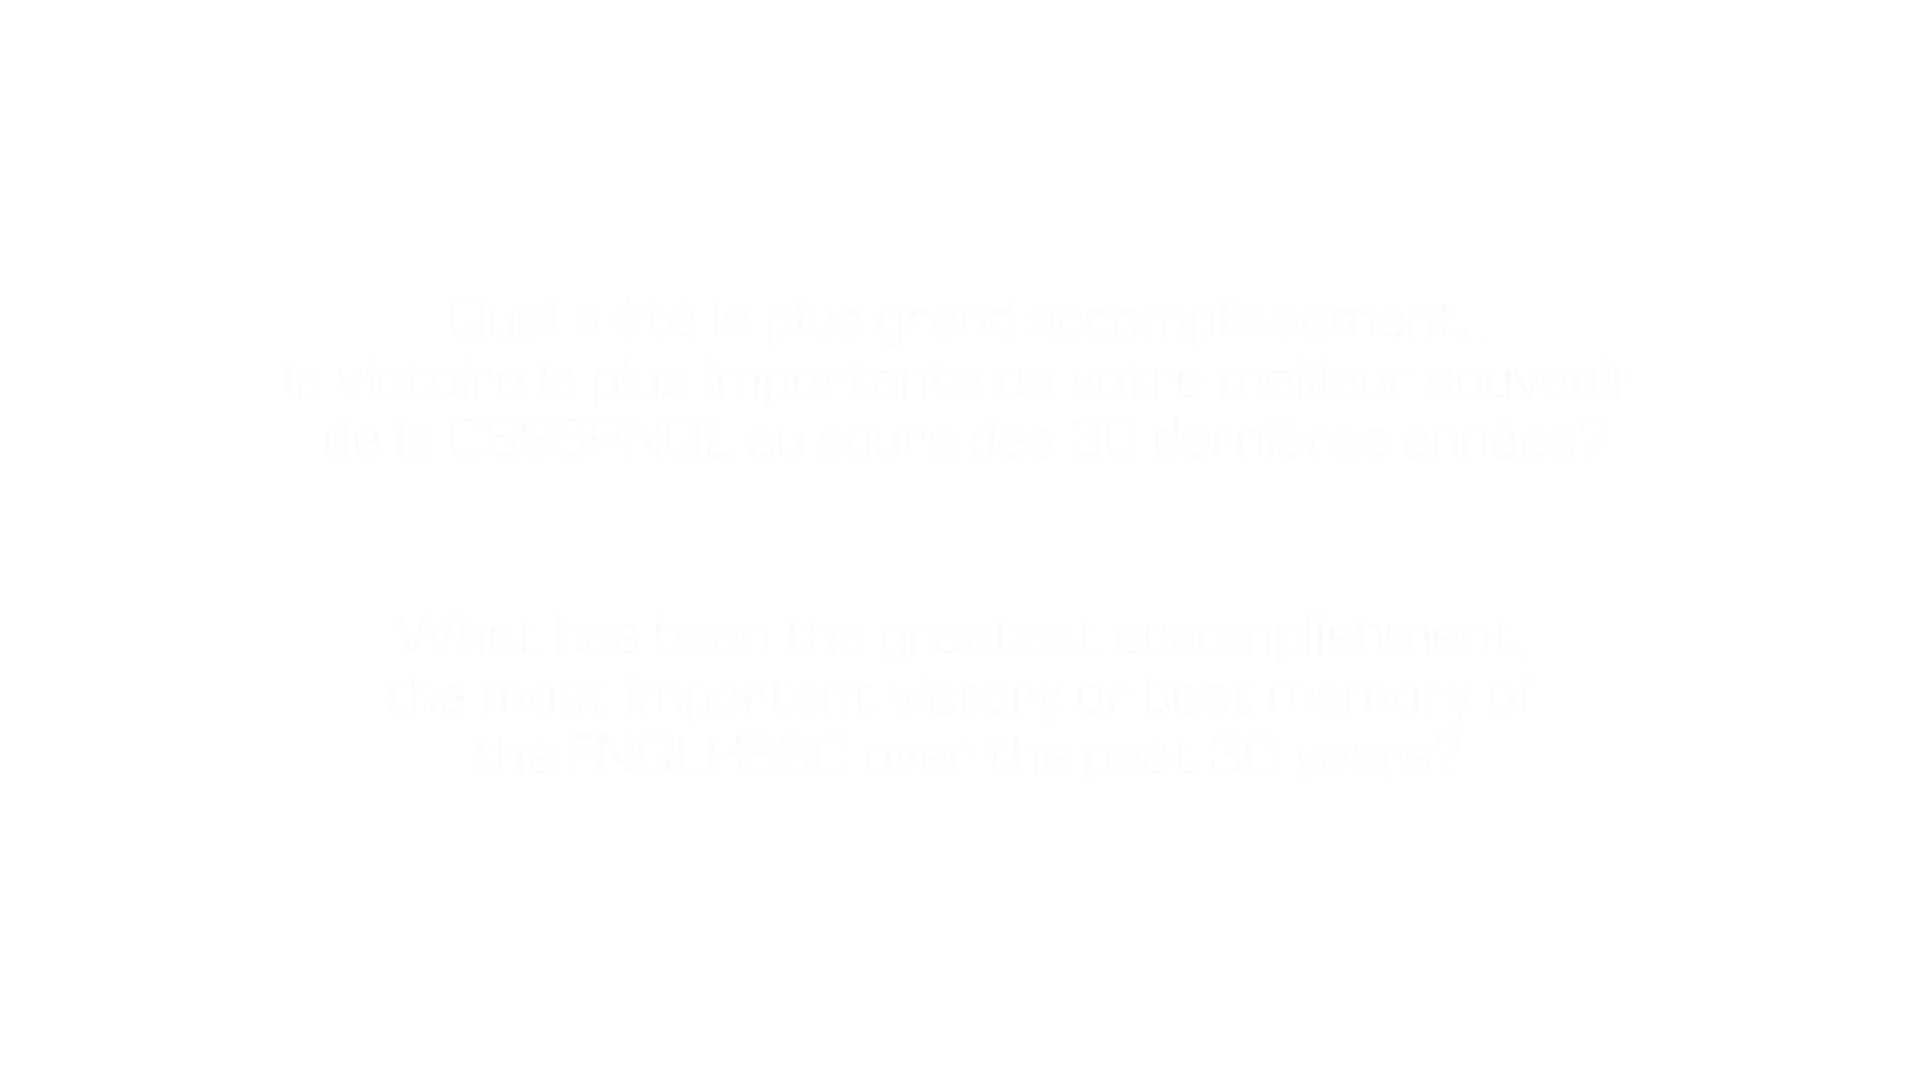 Quel a été le plus grand accomplissement,
la victoire la plus importante ou votre meilleur souvenir
de la CSSSPNQL au cours des 30 dernières années?
What has been the greatest accomplishment,
the most important victory or best memory of
the FNQLHSSC over the past 30 years?